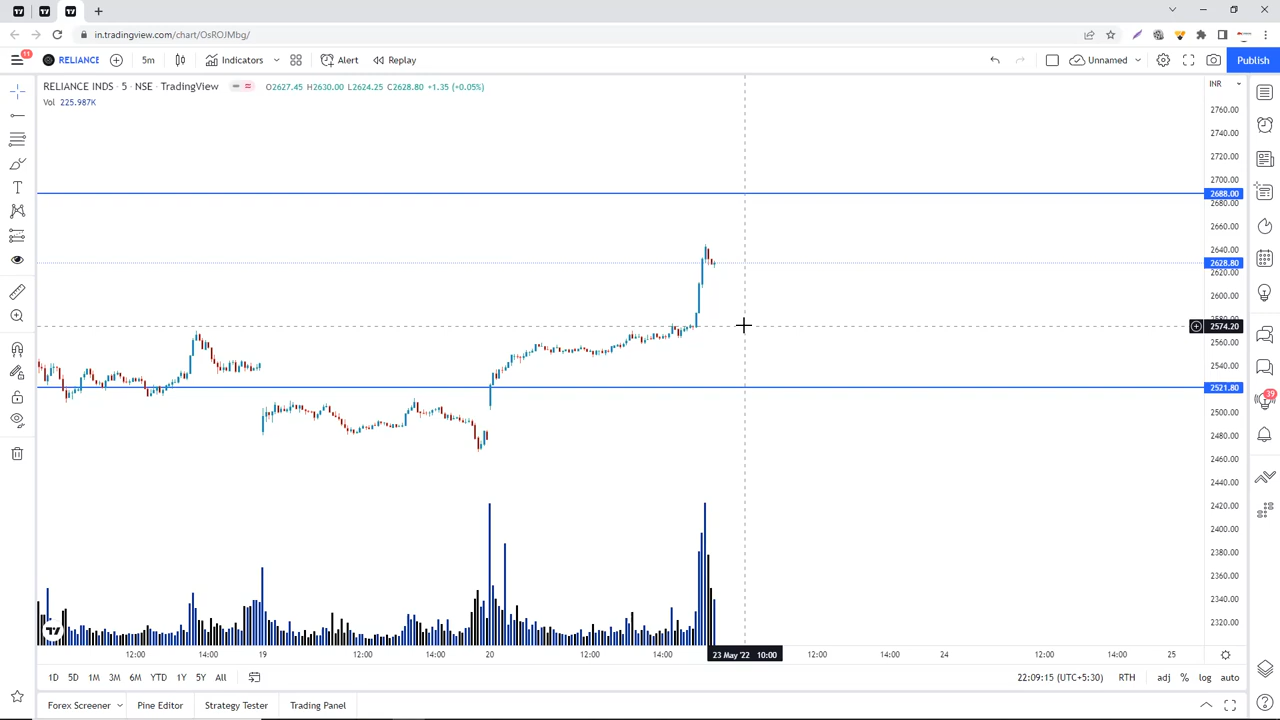 in.tradingview.com/chart/OsROJMbg/
11
RELIANCE
5m
Indicators
Alert
Replay
Unnamed
Publish
RELIANCE INDS · 5 · NSE · TradingView
O2627.45 H2630.00 L2624.25 C2628.80 +1.35 (+0.05%)
INR
Vol 225.987K
2760.00
2740.00
2720.00
2700.00
2688.00
2680.00
2660.00
2640.00
2628.80
2620.00
2600.00
2580.00
2574.20
2560.00
2540.00
2521.80
2500.00
2480.00
2460.00
2440.00
2420.00
2400.00
2380.00
2360.00
2340.00
2320.00
39
12:00 14:00 19 12:00 14:00 20 12:00 14:00 23 May '22 10:00 12:00 14:00 24 12:00 14:00 25
1D 5D 1M 3M 6M YTD 1Y 5Y All
22:09:15 (UTC+5:30) RTH adj % log auto
Forex Screener Pine Editor Strategy Tester Trading Panel